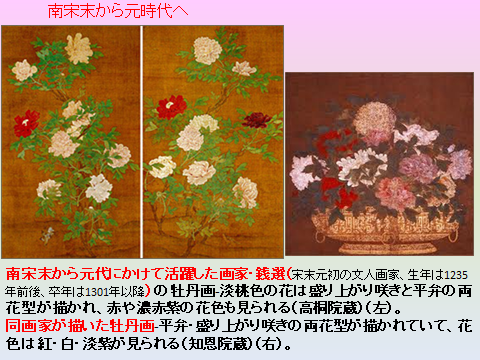 南宋末から元時代へ
南宋末から元代にかけて活躍した画家・銭選(宋末元初の文人画家、生年は1235
年前後、卒年は1301年以降)の牡丹画-淡桃色の花は盛り上がり咲きと平弁の両
花型が描かれ、赤や濃赤紫の花色も見られる(高桐院蔵)(左)。
同画家が描いた牡丹画-平弁・盛り上がり咲きの両花型が描かれていて、花
色は紅・白・淡紫が見られる(知恩院蔵)(右)。